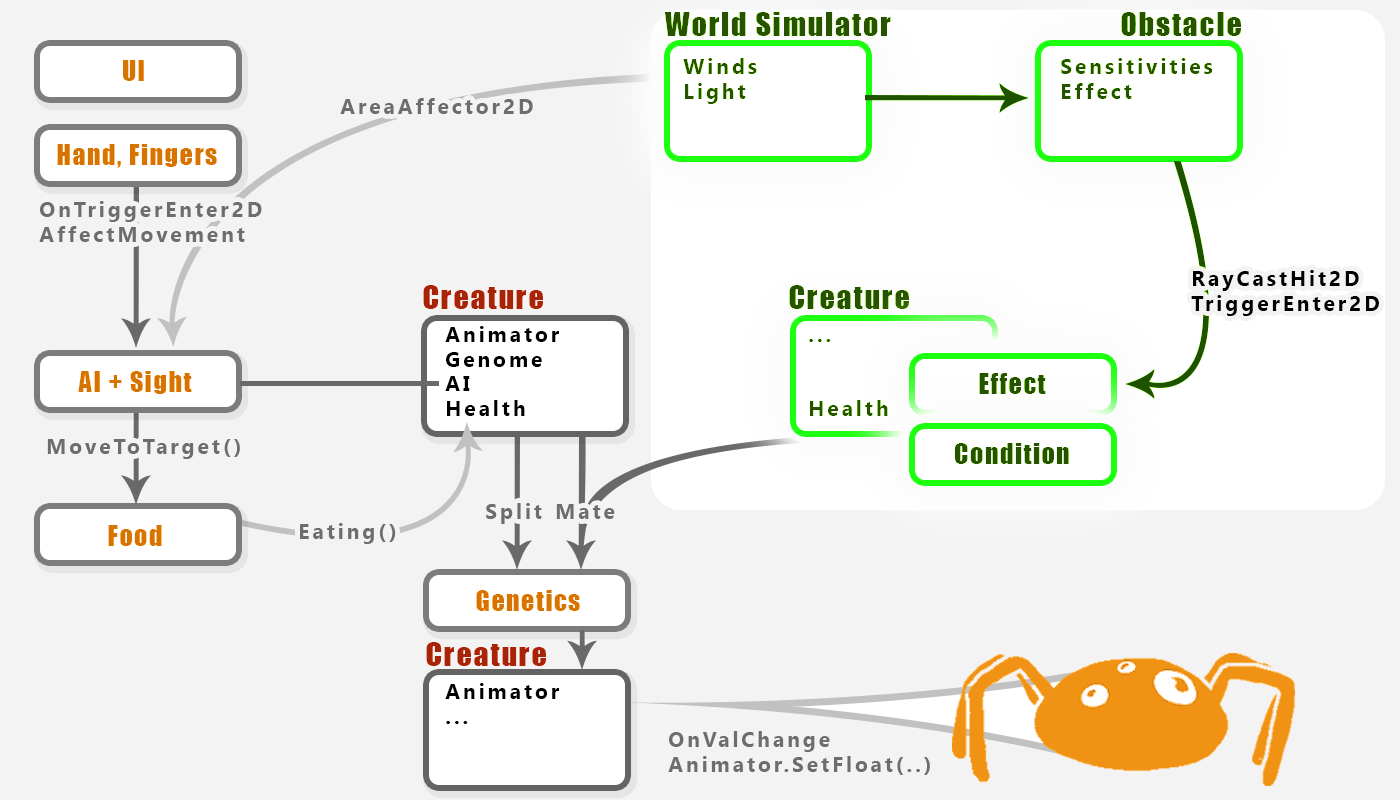 World Simulator
Obstacle
UI
Winds
Light
Sensitivities
Effect
AreaAffector2D
Hand, Fingers
OnTriggerEnter2D
AffectMovement
RayCastHit2D
TriggerEnter2D
Creature
Animator
Genome
AI
Health
Creature
...
Health
Effect
Condition
AI + Sight
MoveToTarget()
Food
Eating()
Split
Mate
Genetics
Creature
Animator
...
OnValChange
Animator.SetFloat(..)